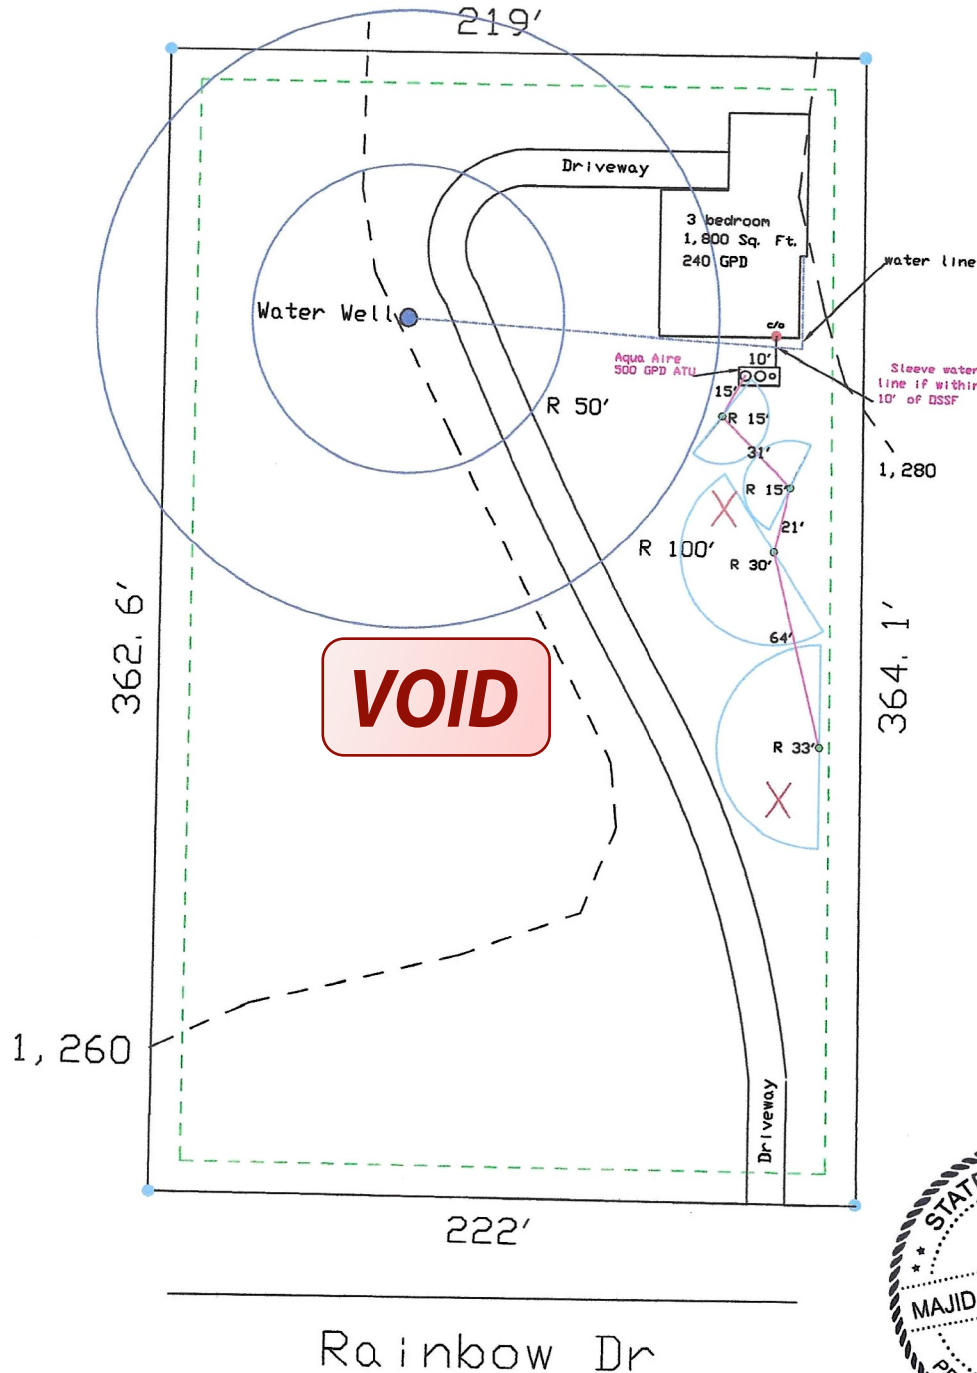 219'
Driveway
3 bedroom
1,800 Sq. Ft.
240 GPD
water line
Water Well
c/o
10'
Aqua Aire
500 GPD ATU
Sleeve water
line if within
10' of OSSF
15'
R 50'
R 15'
31'
1,280
R 15'
21'
R 100'
R 30'
362.6'
64'
364.1'
VOID
R 33'
X
X
1,260
Driveway
222'
Rainbow Dr
STAT
MAJID